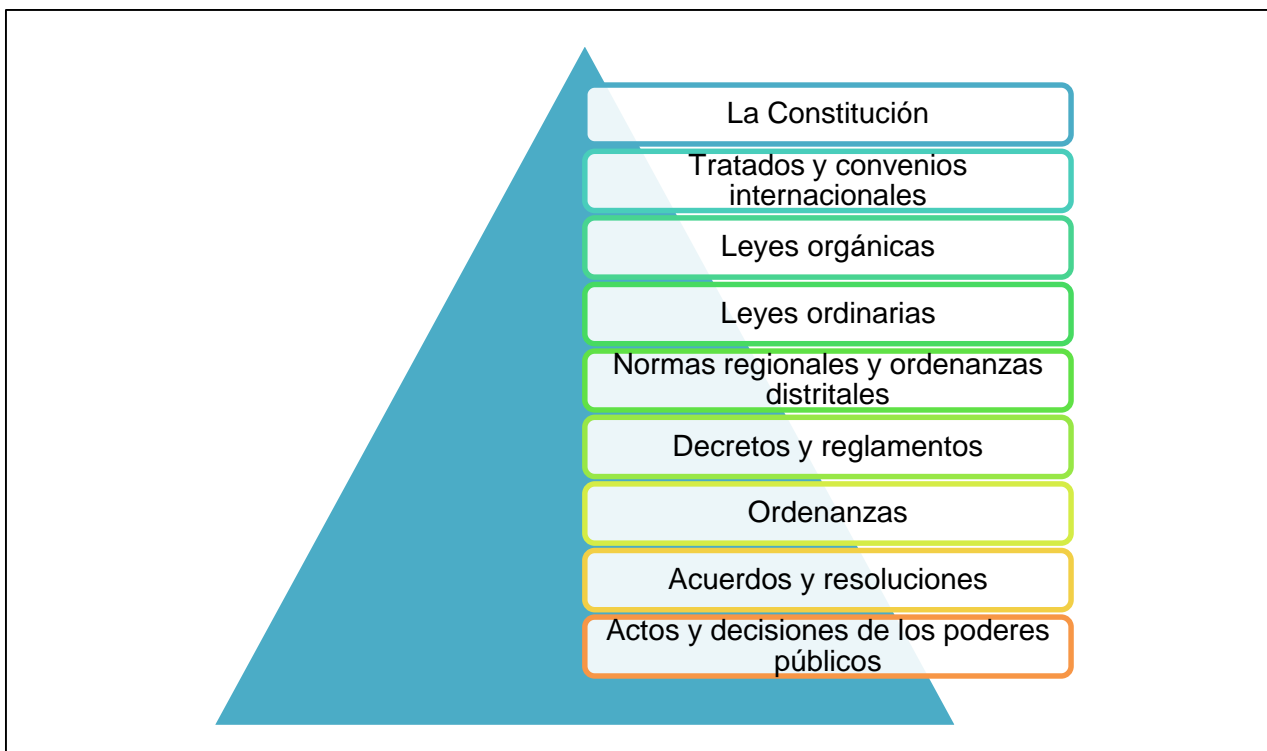 La Constitución
Tratados y convenios
internacionales
Leyes orgánicas
Leyes ordinarias
Normas regionales y ordenanzas
distritales
Decretos y reglamentos
Ordenanzas
Acuerdos y resoluciones
Actos y decisiones de los poderes
públicos